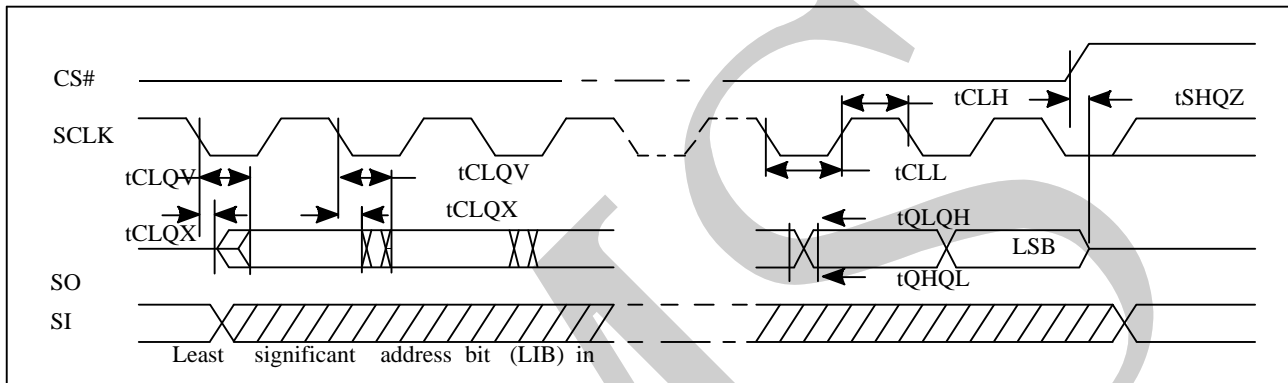 CS#
tCLH
tSHQZ
SCLK
tCLQV
tCLQV
tCLL
tCLQX
tCLQX
tQLQH
LSB
tQHQL
SO
SI
Least significant address bit (LIB) in